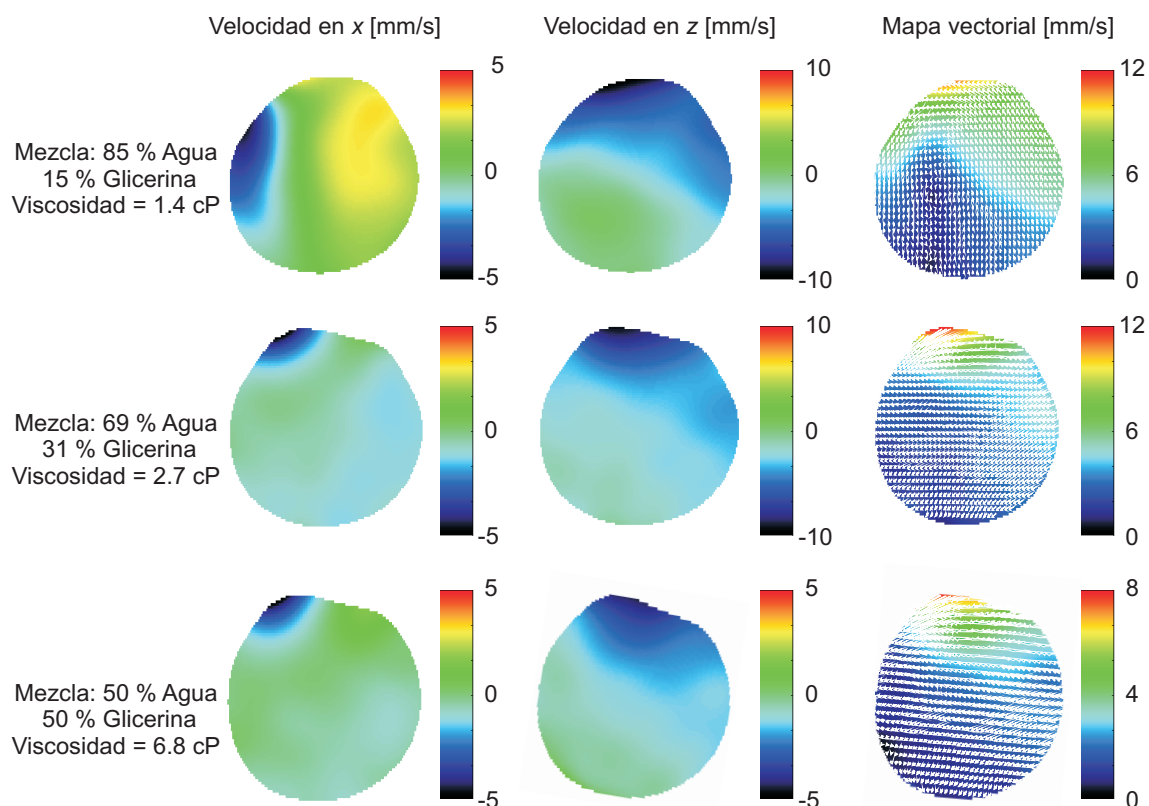 Velocidad en x [mm/s]
Velocidad en z [mm/s]
Mapa vectorial [mm/s]
Mezcla: 85 % Agua
15 % Glicerina
Viscosidad = 1.4 cP
5
0
-5
10
0
-10
12
6
0
Mezcla: 69 % Agua
31 % Glicerina
Viscosidad = 2.7 cP
5
0
-5
10
0
-10
12
6
0
Mezcla: 50 % Agua
50 % Glicerina
Viscosidad = 6.8 cP
5
0
-5
5
0
-5
8
4
0